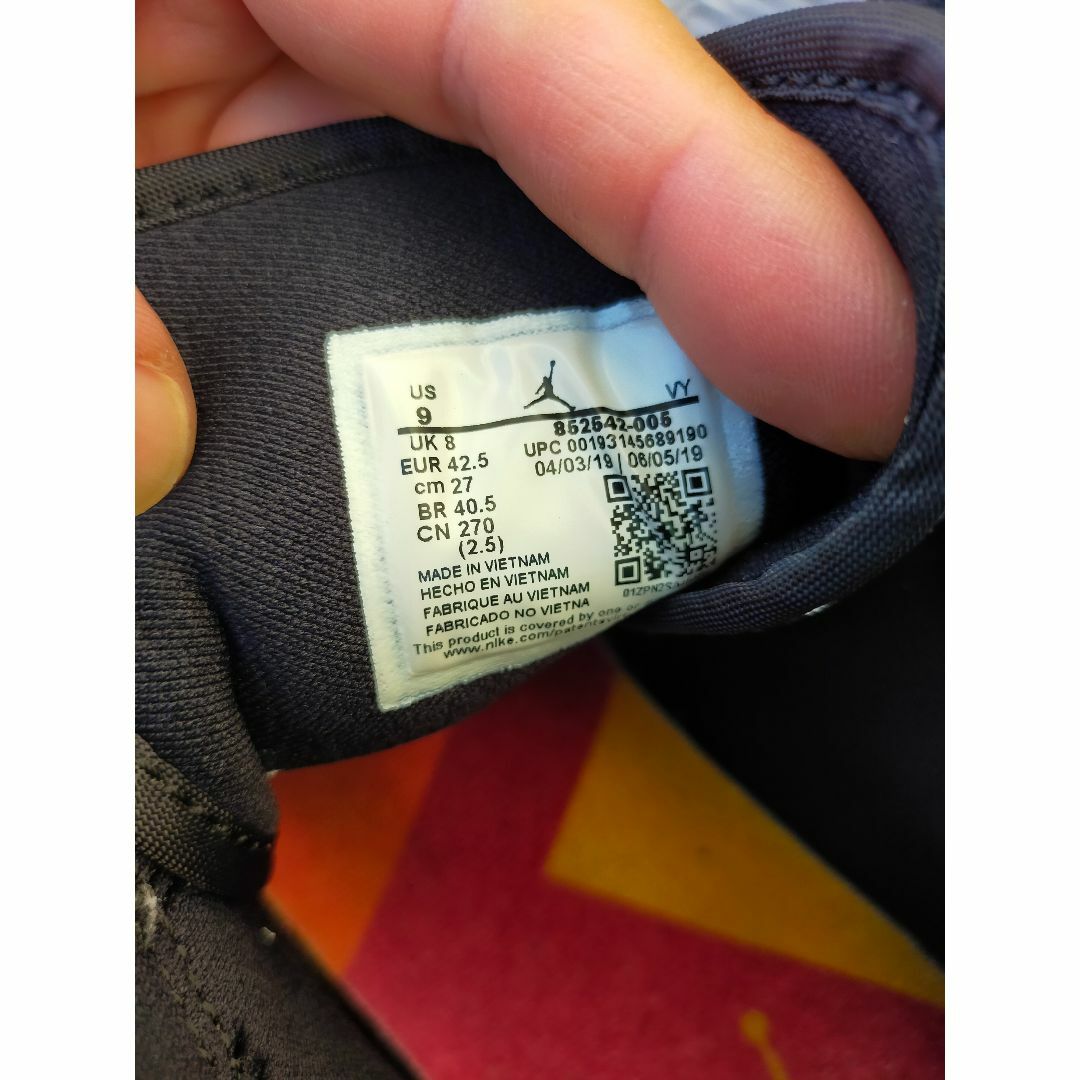 US
9
VY
852542-005
UPC 00193145689190
04/03/19 | 06/05/19
UK 8
EUR 42.5
cm 27
BR 40.5
CN 270
(2.5)
MADE IN VIETNAM
HECHO EN VIETNAM
FABRIQUE AU VIETNAM
FABRICADO NO VIETNA
This product is covered by one or
www.nike.com/patents